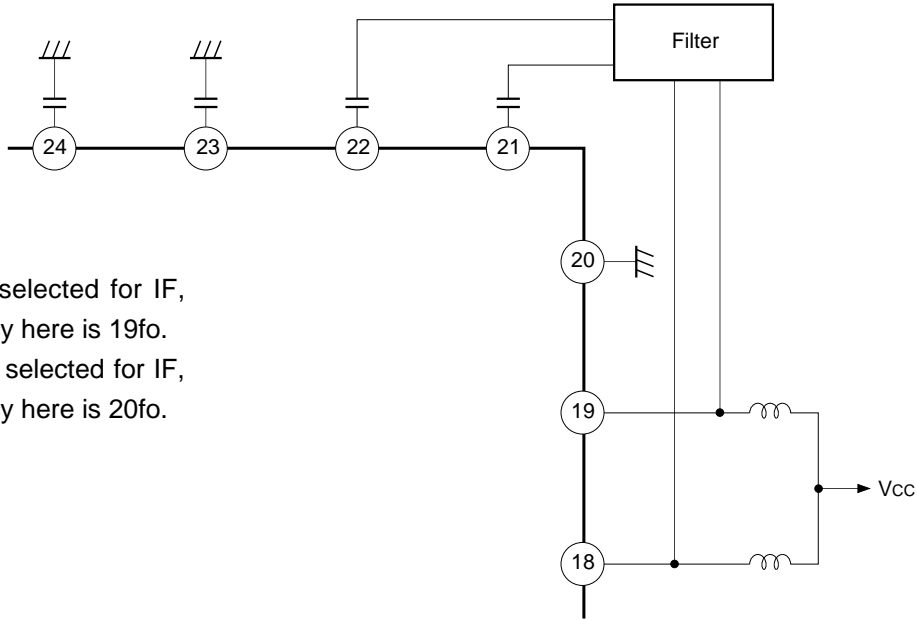 Filter
24
23
22
21
20
selected for IF,
y here is 19fo.
selected for IF,
y here is 20fo.
19
Vcc
18